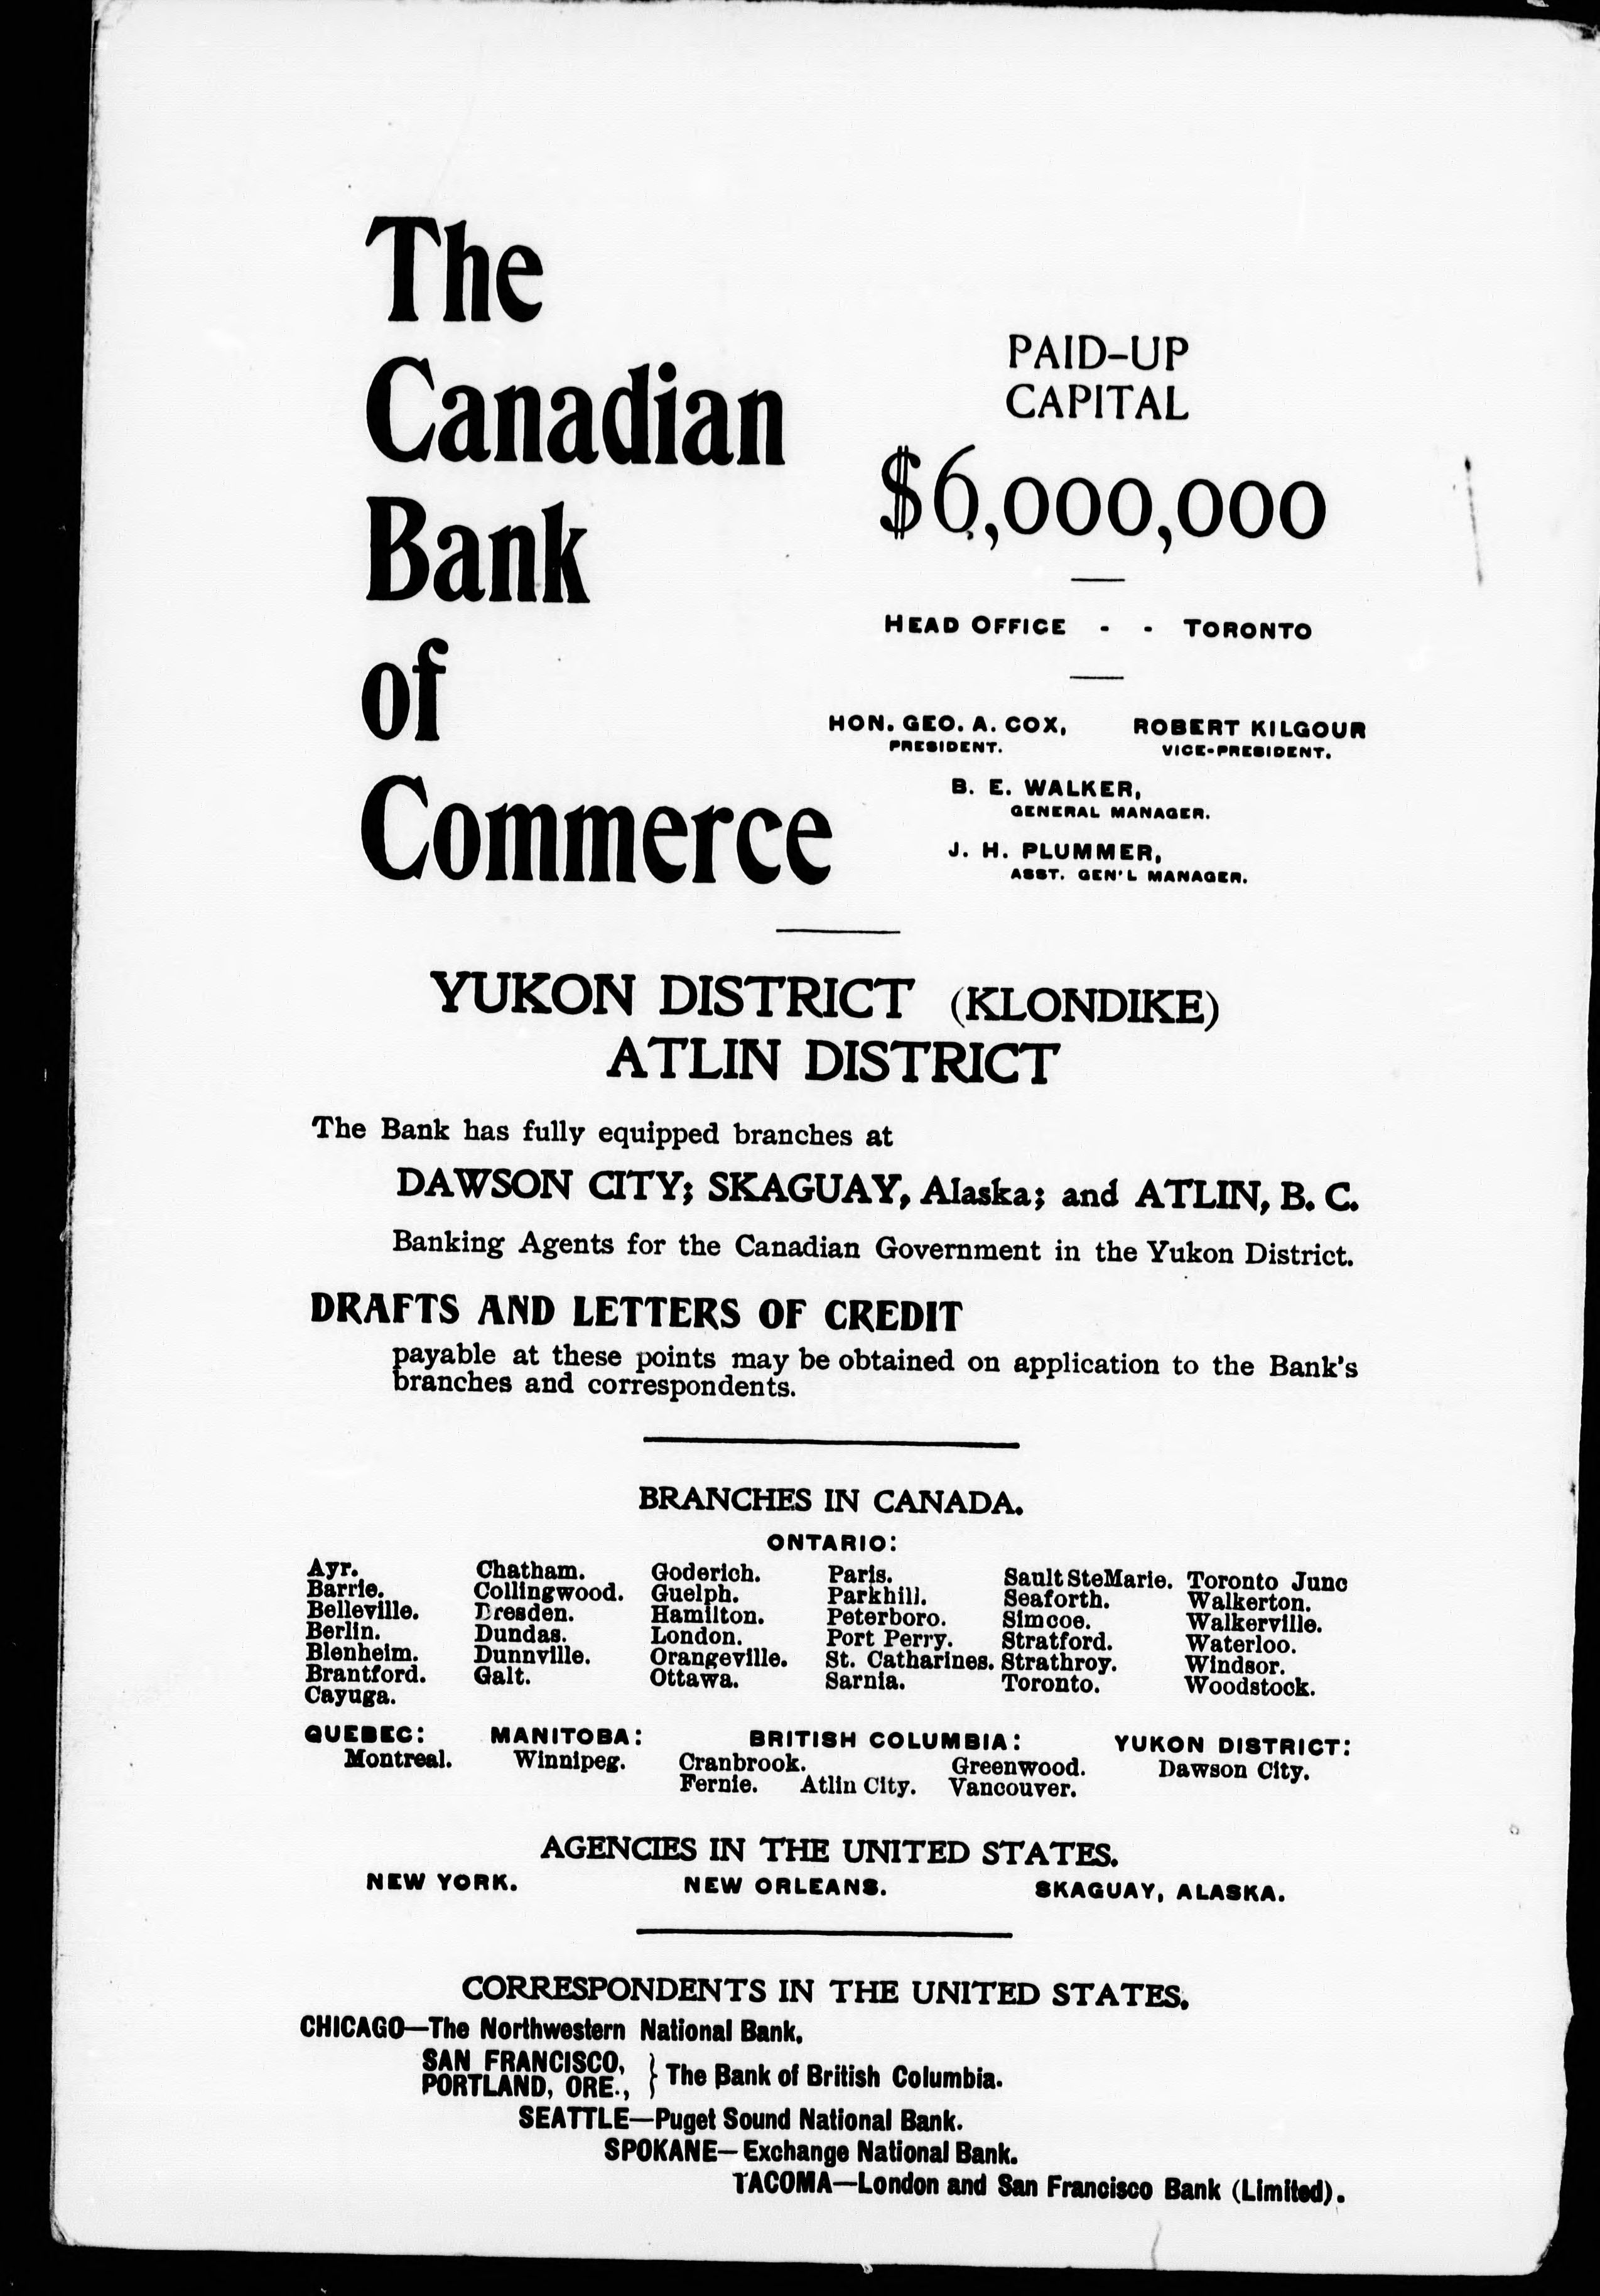 The
Canadian
Bank
of
Commerce
PAID-UP
CAPITAL
$6,000,000
HEAD OFFICE - - TORONTO
HON. GEO. A. COX, ROBERT KILGOUR
PRESIDENT. VICE-PRESIDENT.
B. E. WALKER,
GENERAL MANAGER.
J. H. PLUMMER,
ASST. GEN'L MANAGER.
YUKON DISTRICT (KLONDIKE)
ATLIN DISTRICT
The Bank has fully equipped branches at
DAWSON CITY; SKAGUAY, Alaska; and ATLIN, B. C.
Banking Agents for the Canadian Government in the Yukon District.
DRAFTS AND LETTERS OF CREDIT
payable at these points may be obtained on application to the Bank's
branches and correspondents.
BRANCHES IN CANADA.
ONTARIO:
Ayr. Chatham. Goderich. Paris. Sault Ste Marie. Toronto Junc
Barrie. Collingwood. Guelph. Parkhill. Seaforth. Walkerton.
Belleville. Dresden. Hamilton. Peterboro. Simcoe. Walkerville.
Berlin. Dundas. London. Port Perry. Stratford. Waterloo.
Blenheim. Dunnville. Orangeville. St. Catharines. Strathroy. Windsor.
Brantford. Galt. Ottawa. Sarnia. Toronto. Woodstock.
Cayuga.
QUEBEC: MANITOBA: BRITISH COLUMBIA: YUKON DISTRICT:
Montreal. Winnipeg. Cranbrook. Greenwood. Dawson City.
Fernie. Atlin City. Vancouver.
AGENCIES IN THE UNITED STATES.
NEW YORK. NEW ORLEANS. SKAGUAY, ALASKA.
CORRESPONDENTS IN THE UNITED STATES.
CHICAGO—The Northwestern National Bank.
SAN FRANCISCO,
PORTLAND, ORE., } The Bank of British Columbia.
SEATTLE—Puget Sound National Bank.
SPOKANE—Exchange National Bank.
TACOMA—London and San Francisco Bank (Limited).